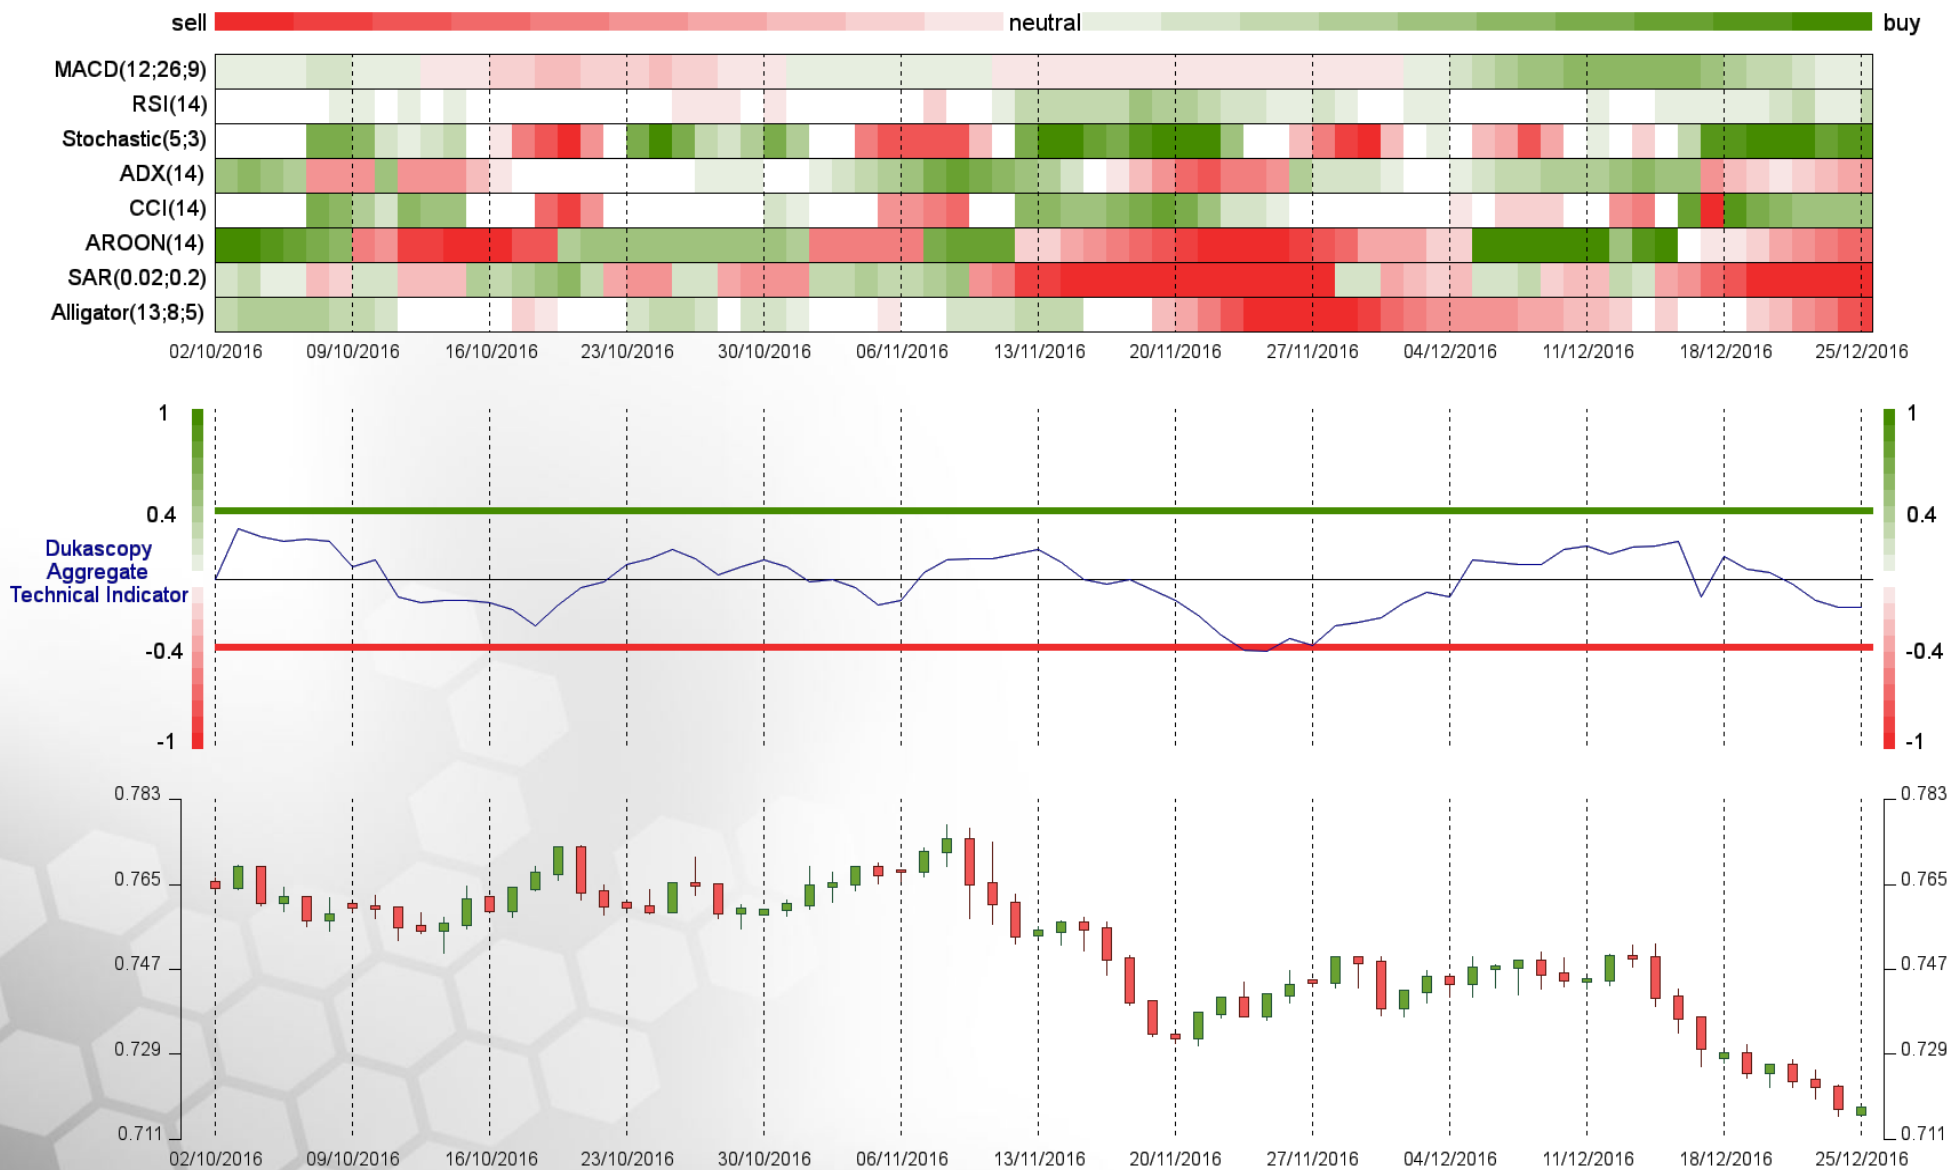 sell neutral buy
MACD(12;26;9)
RSI(14)
Stochastic(5;3)
ADX(14)
CCI(14)
AROON(14)
SAR(0.02;0.2)
Alligator(13;8;5)
02/10/2016 09/10/2016 16/10/2016 23/10/2016 30/10/2016 06/11/2016 13/11/2016 20/11/2016 27/11/2016 04/12/2016 11/12/2016 18/12/2016 25/12/2016
1 1
0.4 0.4
Dukascopy
Aggregate
Technical Indicator
-0.4 -0.4
-1 -1
0.783 0.783
0.765 0.765
0.747 0.747
0.729 0.729
0.711 0.711
02/10/2016 09/10/2016 16/10/2016 23/10/2016 30/10/2016 06/11/2016 13/11/2016 20/11/2016 27/11/2016 04/12/2016 11/12/2016 18/12/2016 25/12/2016